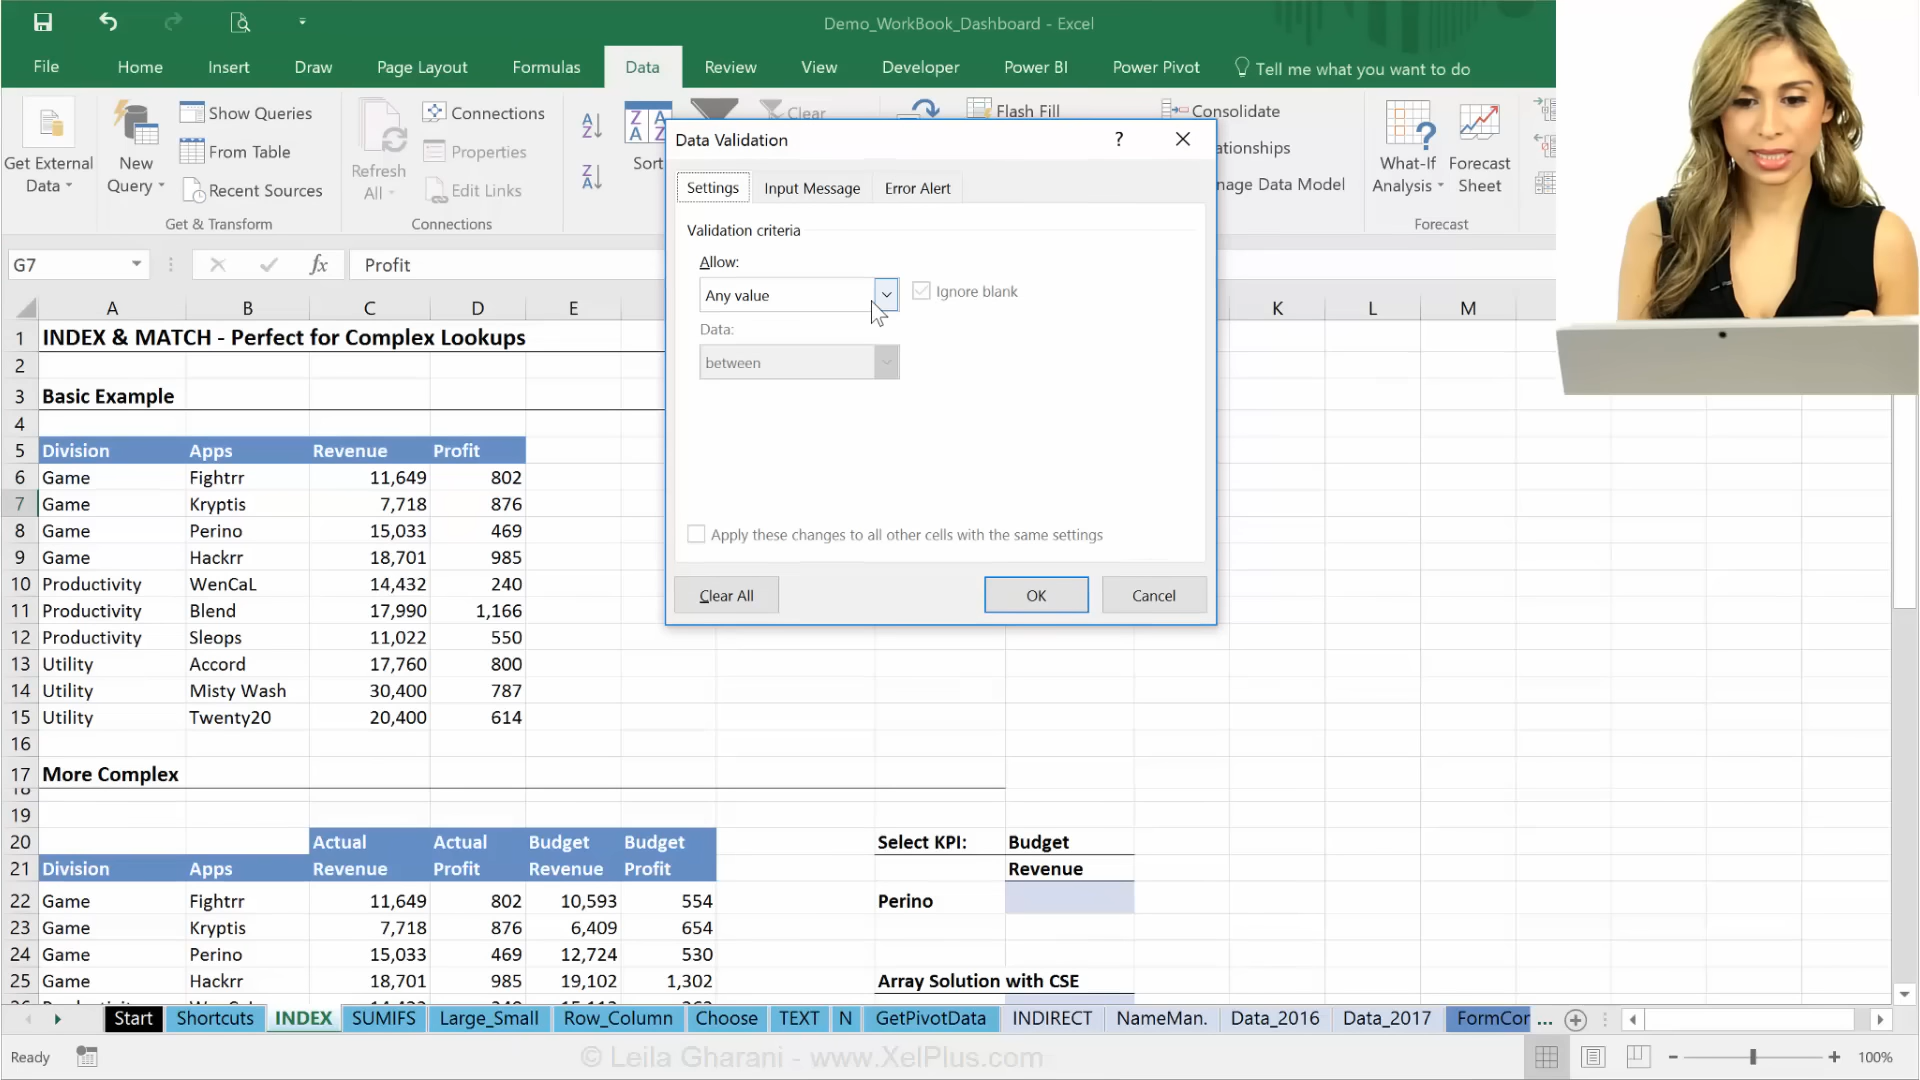 Demo_WorkBook_Dashboard - Excel
File Home Insert Draw Page Layout Formulas Data Review View Developer Power BI Power Pivot Tell me what you want to do
Get External Data
New Query
Show Queries
From Table
Recent Sources
Get & Transform
Refresh All
Connections
Properties
Edit Links
Connections
Sort
Clear
Flash Fill
Consolidate
What-If Analysis
Forecast Sheet
Forecast
Data Validation ?
Settings Input Message Error Alert
Validation criteria
Allow:
Any value Ignore blank
Data:
between
Apply these changes to all other cells with the same settings
Clear All OK Cancel
G7 fx Profit
A B C D E K L M
1 INDEX & MATCH - Perfect for Complex Lookups
2
3 Basic Example
4
5 Division Apps Revenue Profit
6 Game Fightrr 11,649 802
7 Game Kryptis 7,718 876
8 Game Perino 15,033 469
9 Game Hackrr 18,701 985
10 Productivity WenCaL 14,432 240
11 Productivity Blend 17,990 1,166
12 Productivity Sleops 11,022 550
13 Utility Accord 17,760 800
14 Utility Misty Wash 30,400 787
15 Utility Twenty20 20,400 614
16
17 More Complex
19
20 Actual Actual Budget Budget Select KPI: Budget
21 Division Apps Revenue Profit Revenue Profit Revenue
22 Game Fightrr 11,649 802 10,593 554 Perino
23 Game Kryptis 7,718 876 6,409 654
24 Game Perino 15,033 469 12,724 530
25 Game Hackrr 18,701 985 19,102 1,302 Array Solution with CSE
Start Shortcuts INDEX SUMIFS Large_Small Row_Column Choose TEXT N GetPivotData INDIRECT NameMan. Data_2016 Data_2017 FormCor ...
Ready © Leila Gharani - www.XelPlus.com 100%